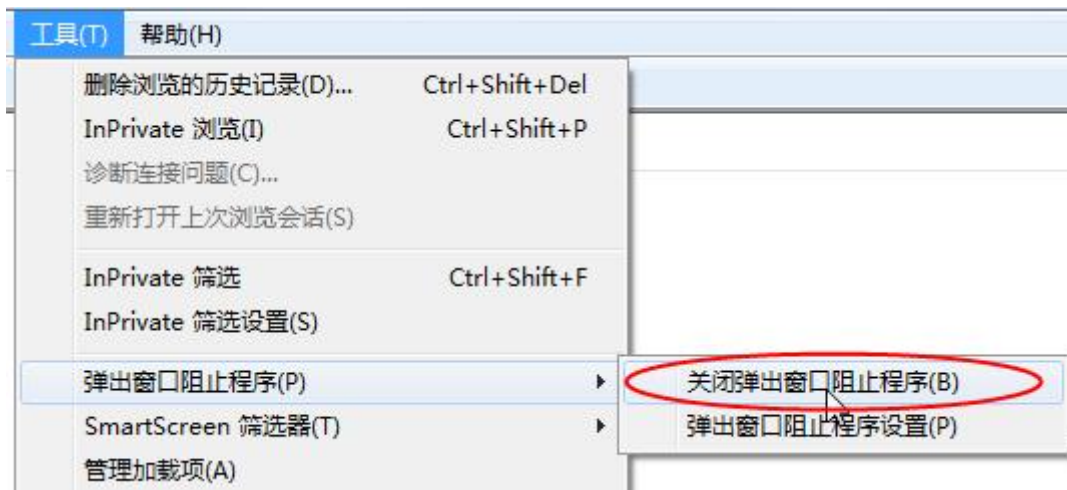 工具(T) 帮助(H)
删除浏览的历史记录(D)... Ctrl+Shift+Del
InPrivate 浏览(I) Ctrl+Shift+P
诊断连接问题(C)...
重新打开上次浏览会话(S)
InPrivate 筛选 Ctrl+Shift+F
InPrivate 筛选设置(S)
弹出窗口阻止程序(P) 关闭弹出窗口阻止程序(B)
SmartScreen 筛选器(T) 弹出窗口阻止程序设置(P)
管理加载项(A)